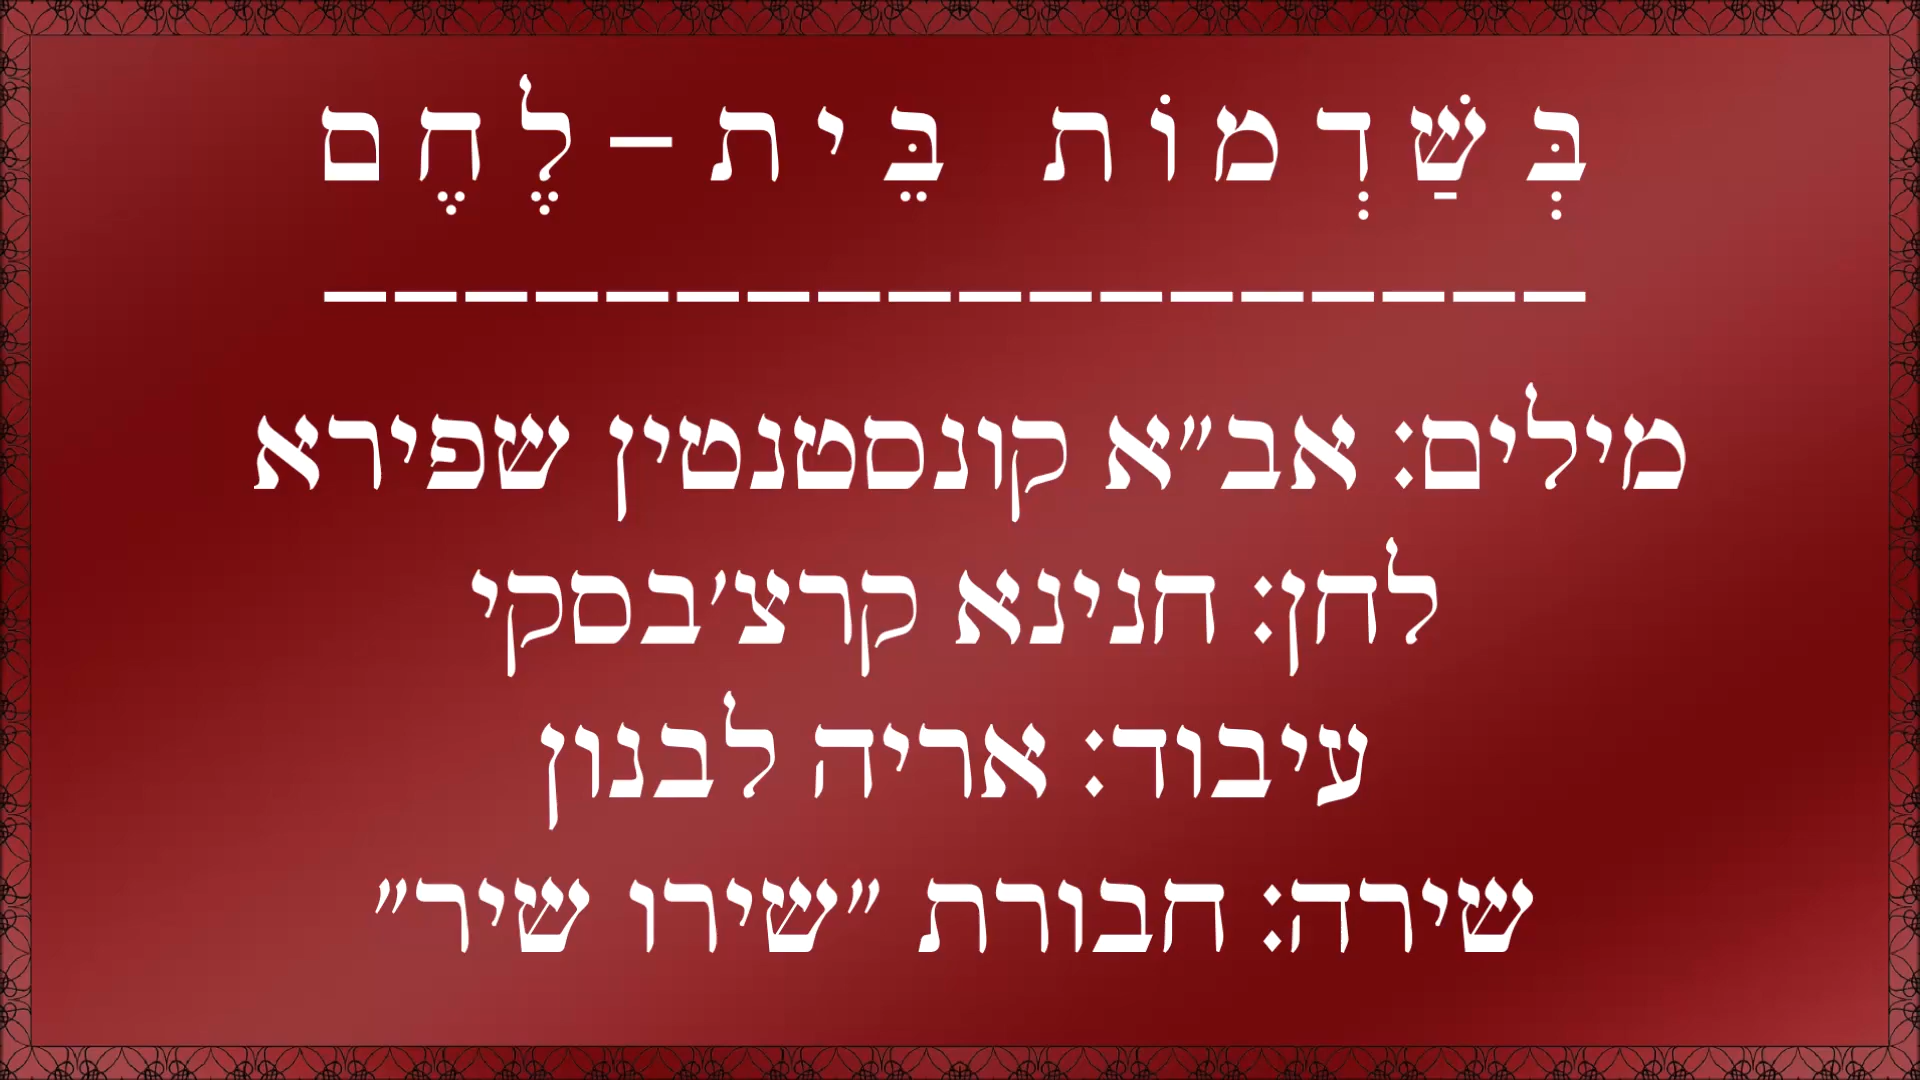 בְּשַׁדְמוֹת בֵּית-לֶחֶם
------------------
מילים: אב"א קונסטנטין שפירא
לחן: חנינא קרצ'בסקי
עיבוד: אריה לבנון
שירה: חבורת "שירו שיר"